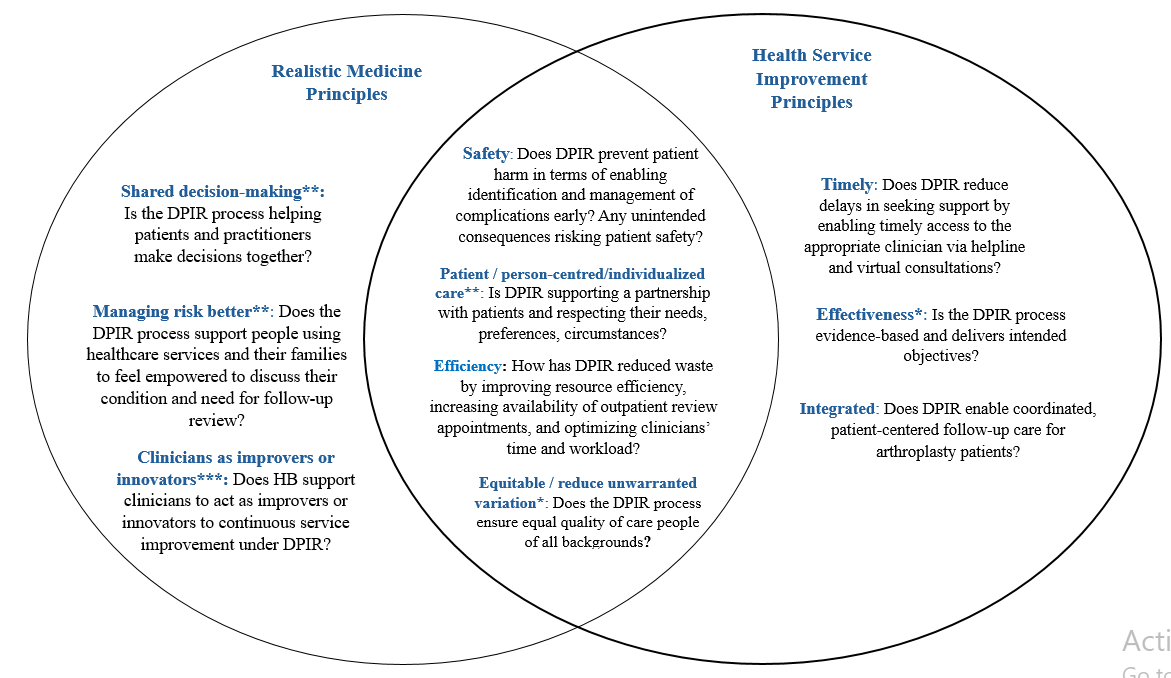 Realistic Medicine
Principles
Health Service
Improvement
Principles
Shared decision-making**:
Is the DPIR process helping
patients and practitioners
make decisions together?
Managing risk better**: Does the
DPIR process support people using
healthcare services and their families
to feel empowered to discuss their
condition and need for follow-up
review?
Clinicians as improvers or
innovators***: Does HB support
clinicians to act as improvers or
innovators to continuous service
improvement under DPIR?
Safety: Does DPIR prevent patient
harm in terms of enabling
identification and management of
complications early? Any unintended
consequences risking patient safety?
Patient / person-centred/individualized
care**: Is DPIR supporting a partnership
with patients and respecting their needs,
preferences, circumstances?
Efficiency: How has DPIR reduced waste
by improving resource efficiency,
increasing availability of outpatient review
appointments, and optimizing clinicians’
time and workload?
Equitable / reduce unwarranted
variation*: Does the DPIR process
ensure equal quality of care people
of all backgrounds?
Timely: Does DPIR reduce
delays in seeking support by
enabling timely access to the
appropriate clinician via helpline
and virtual consultations?
Effectiveness*: Is the DPIR process
evidence-based and delivers intended
objectives?
Integrated: Does DPIR enable coordinated,
patient-centered follow-up care for
arthroplasty patients?
Acti
Go to